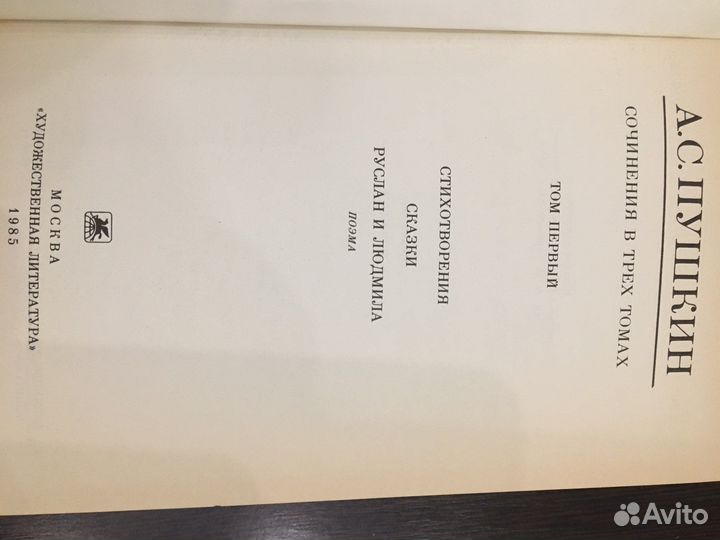 А.С.ПУШКИН
СОЧИНЕНИЯ В ТРЕХ ТОМАХ
ТОМ ПЕРВЫЙ
СТИХОТВОРЕНИЯ
СКАЗКИ
РУСЛАН И ЛЮДМИЛА
ПОЭМА
МОСКВА
«ХУДОЖЕСТВЕННАЯ ЛИТЕРАТУРА»
1985
Avito